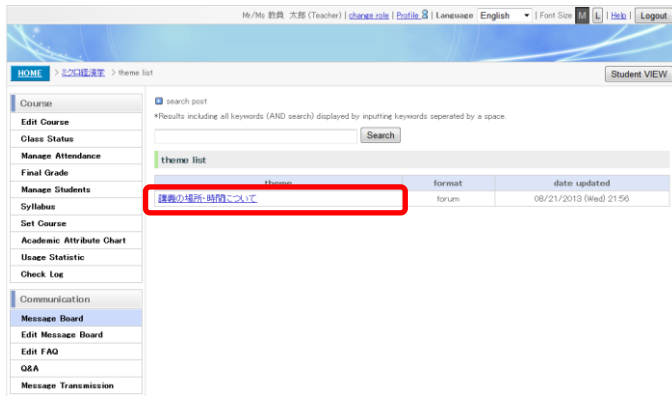 Mr/Ms 教員 太郎 (Teacher) | change role | Profile | Language English | Font Size M L | Help | Logout
HOME > ミクロ経済学 > theme list
Student VIEW
Course
Edit Course
Class Status
Manage Attendance
Final Grade
Manage Students
Syllabus
Set Course
Academic Attribute Chart
Usage Statistic
Check Log
Communication
Message Board
Edit Message Board
Edit FAQ
Q&A
Message Transmission
search post
*Results including all keywords (AND search) displayed by inputting keywords seperated by a space.
Search
theme list
theme format date updated
講義の場所・時間について forum 08/21/2013 (Wed) 21:56